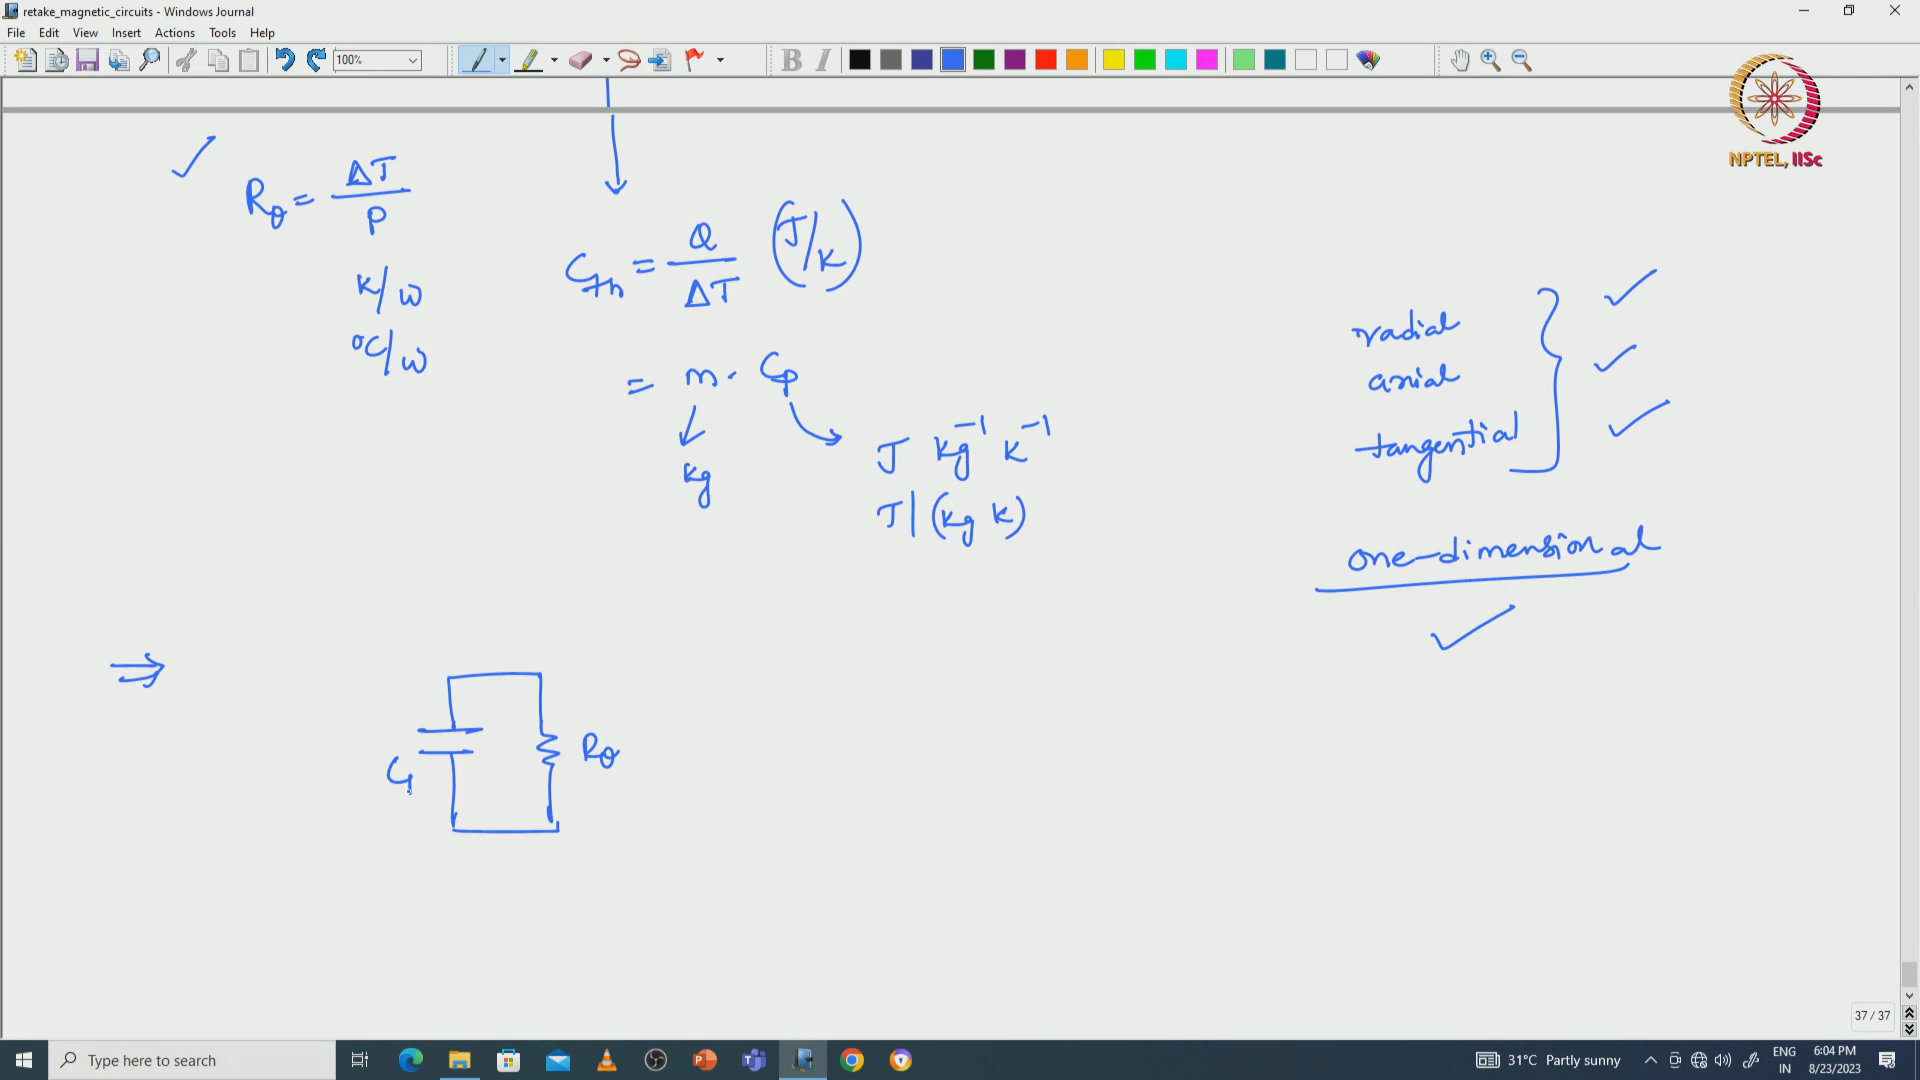 retake_magnetic_circuits - Windows Journal
File Edit View Insert Actions Tools Help
100%
B I
NPTEL, IISc
Rθ = ΔT / P
K/W
°C/W
Cth = Q / ΔT (J/K)
= m · Cp
kg
J kg⁻¹ K⁻¹
J|(kg K)
radial
axial
tangential
one-dimensional
Rθ
37 / 37
Type here to search
31°C Partly sunny
ENG
IN
6:04 PM
8/23/2023